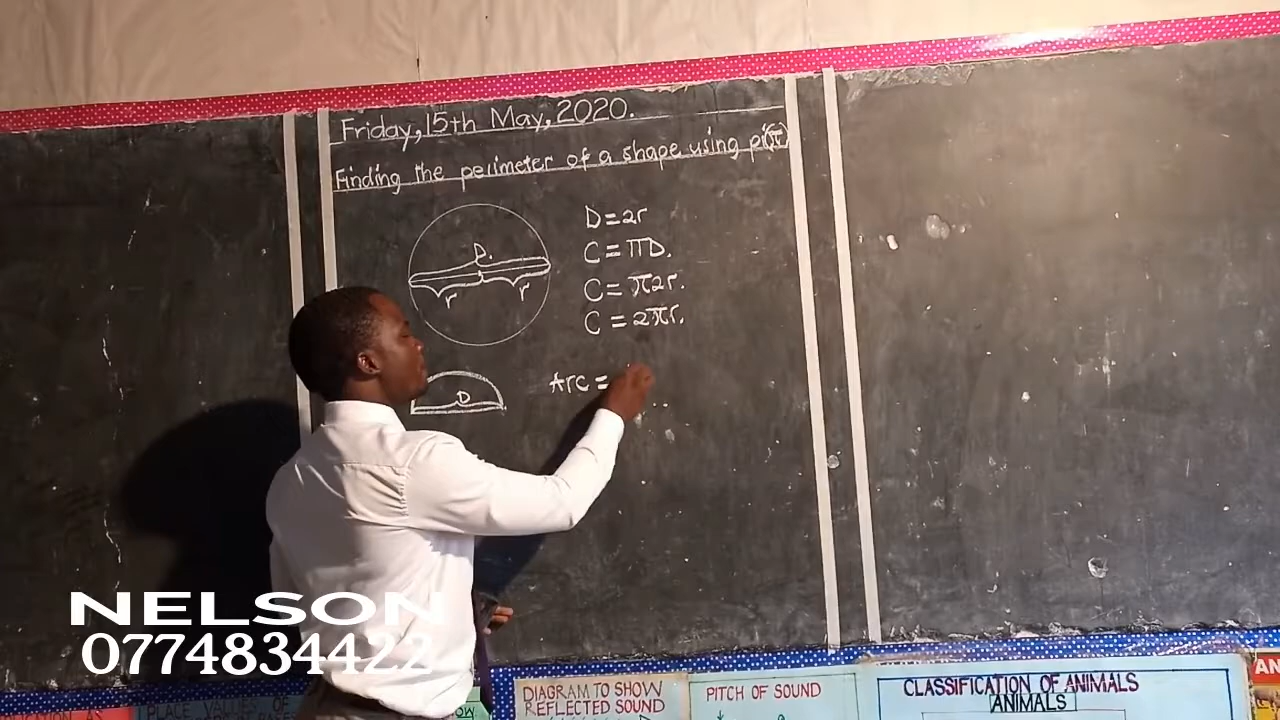 Friday, 15th May, 2020.
Finding the perimeter of a shape using pi(π)
D.
r r
D = 2r
C = πD.
C = π2r.
C = 2πr.
D
Arc =
NELSON
0774834422
PLACE VALUES OF
DIAGRAM TO SHOW
REFLECTED SOUND
PITCH OF SOUND
CLASSIFICATION OF ANIMALS
ANIMALS
AN